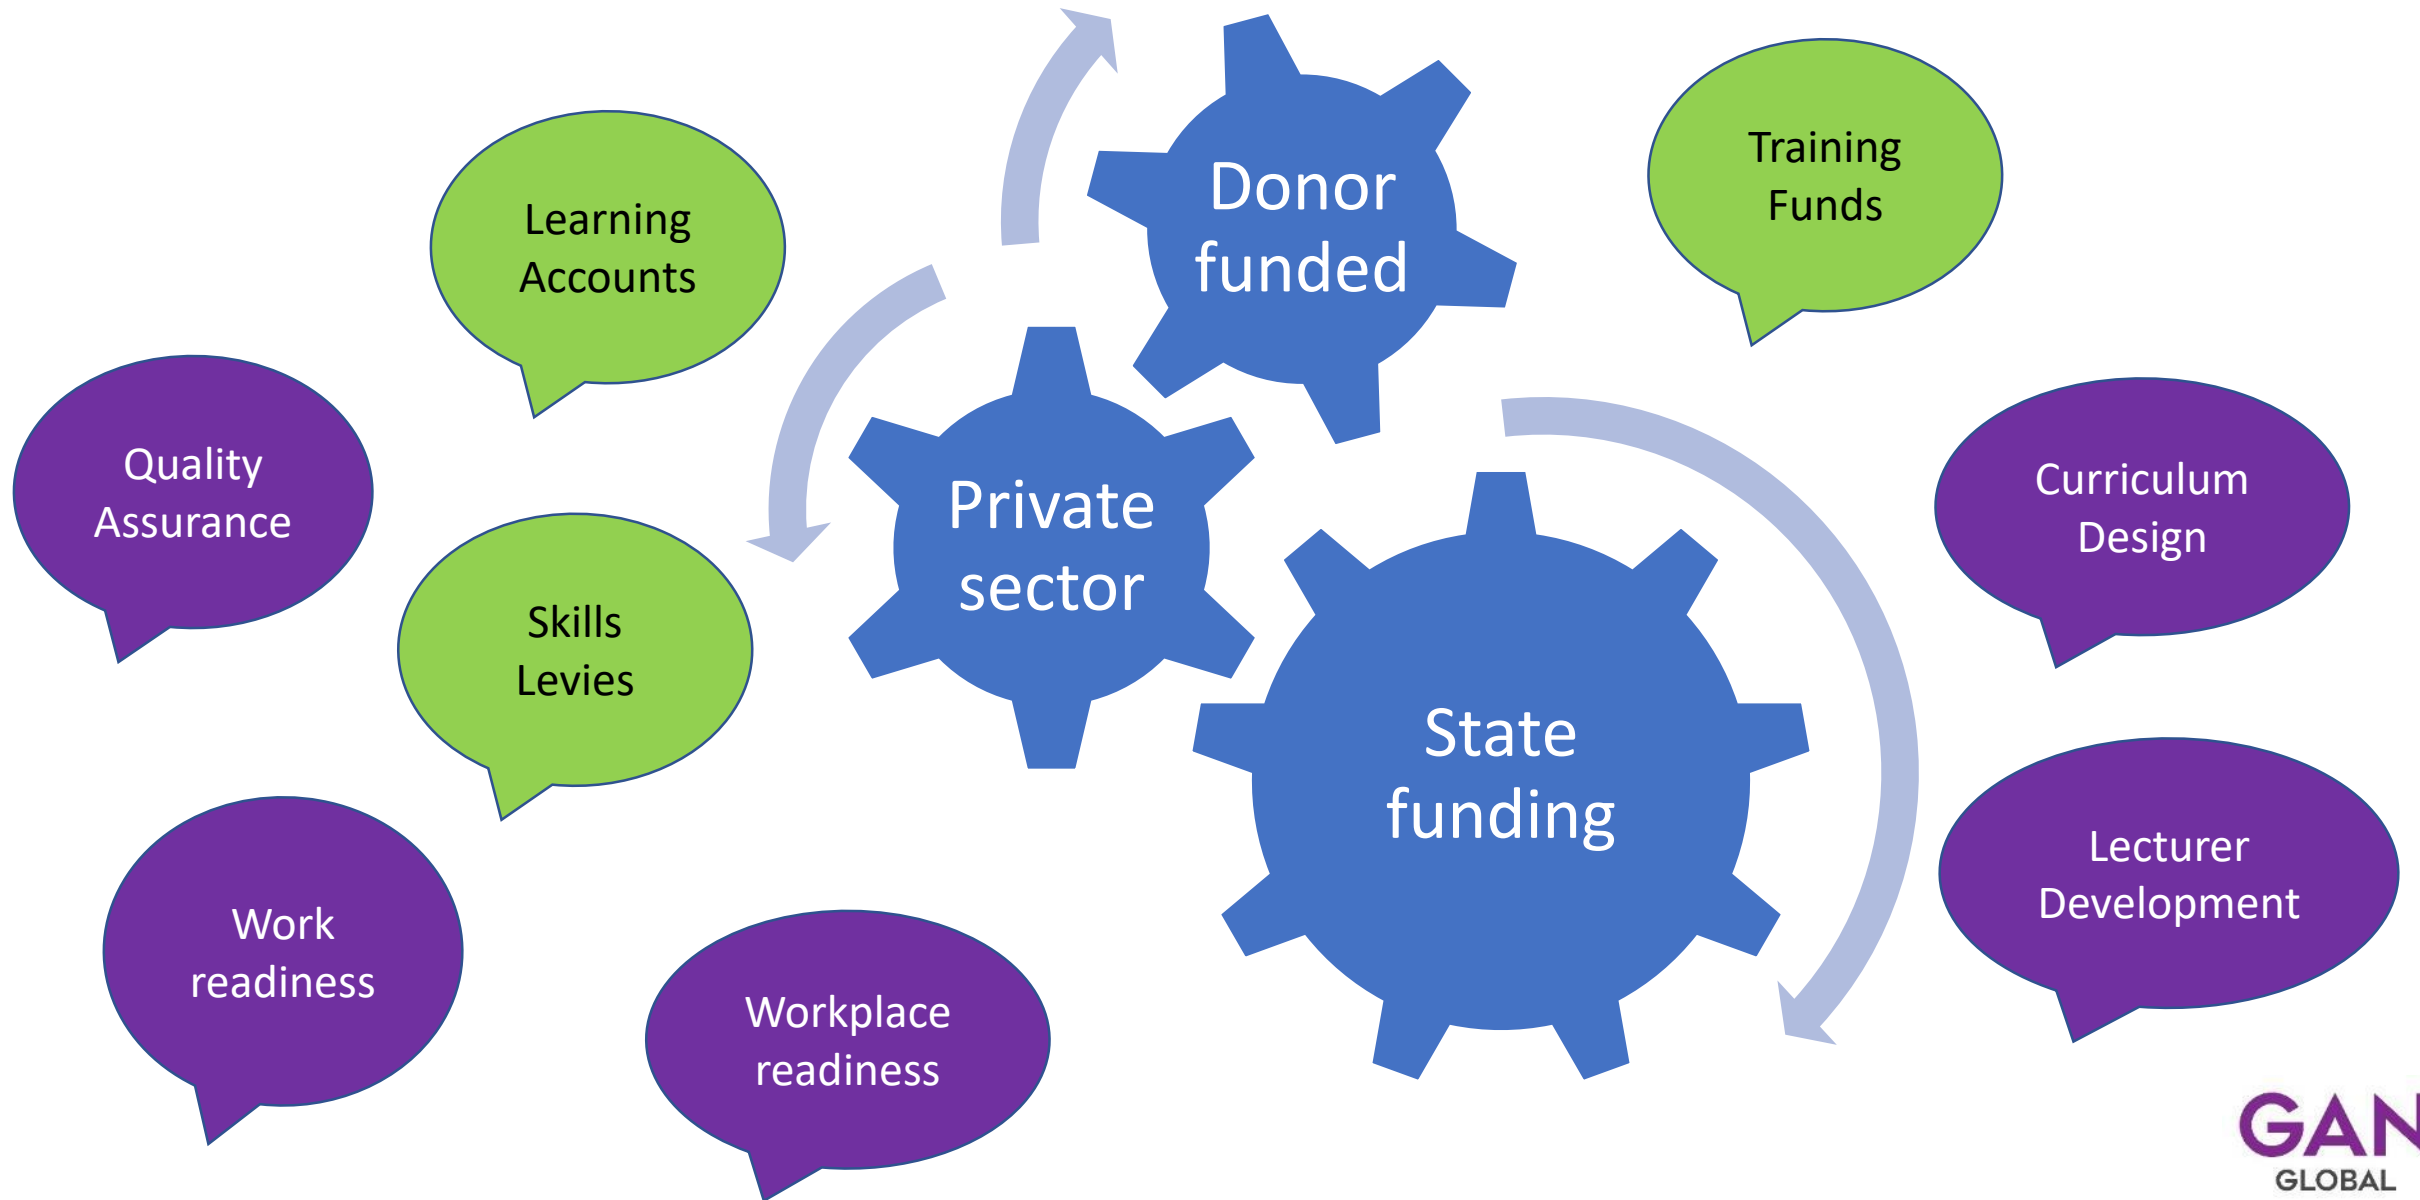 Donor
funded
Training
Funds
Learning
Accounts
Quality
Assurance
Private
sector
Curriculum
Design
Skills
Levies
State
funding
Lecturer
Development
Work
readiness
Workplace
readiness
GAN
GLOBAL